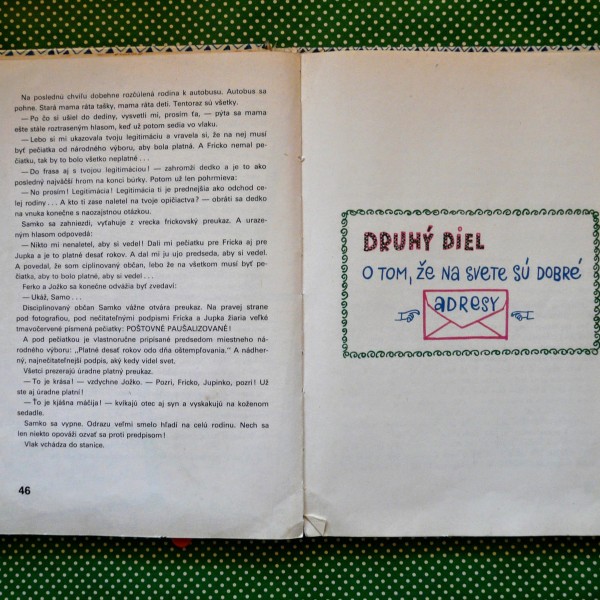 Na poslednú chvíľu dobehne rozčúlená rodina k autobusu. Autobus sa
pohne. Stará mama ráta tašky, mama ráta deti. Tentoraz sú všetky.
— Po čo si ušiel do dediny, vysvetli mi, prosím ťa, — pýta sa mama
ešte stále roztraseným hlasom, keď už potom sedia vo vlaku.
— Lebo si mi ukazovala tvoju legitimáciu a vravela si, že na nej musí
byť pečiatka od národného výboru, aby bola platná. A Fricko nemal pe-
čiatku, tak by to bolo všetko neplatné . . .
— Do frasa aj s tvojou legitimáciou! — zahromží dedko a je to ako
posledný najväčší hrom na konci búrky. Potom už len pohrmieva:
— No prosím! Legitimácia! Legitimácia ti je prednejšia ako odchod ce-
lej rodiny . . . A kto ti zase naletel na tvoje opičiactva? — obráti sa dedko
na vnuka konečne s naozajstnou otázkou.
Samko sa zahniezdi, vyťahuje z vrecka frickovský preukaz. A uraze-
ným hlasom odpovedá:
— Nikto mi nenaletel, aby si vedel! Dali mi pečiatku pre Fricka aj pre
Jupka a je to platné desať rokov. A dal mi ju ujo predseda, aby si vedel.
A povedal, že som ciplinovaný občan, lebo že na všetkom musí byť pe-
čiatka, aby to bolo platné, aby si vedel . . .
Ferko a Jožko sa konečne odvážia byť zvedaví:
— Ukáž, Samo . . .
Disciplinovaný občan Samko vážne otvára preukaz. Na pravej strane
pod fotografiou, pod nečitateľnými podpismi Fricka a Jupka žiaria veľké
tmavočervené písmená pečiatky: POŠTOVNÉ PAUŠALIZOVANÉ!
A pod pečiatkou je vlastnoručne pripísané predsedom miestneho ná-
rodného výboru: „Platné desať rokov odo dňa oštempľovania.“ A nádher-
ný, najnečitateľnejší podpis, aký kedy videl svet.
Všetci prezerajú úradne platný preukaz.
— To je krása! — vzdychne Jožko. — Pozri, Fricko, Jupinko, pozri! Už
ste aj úradne platní!
— Ťo je kjášna máčija! — kvikajú otec aj syn a vyskakujú na koženom
sedadle.
Samko sa vypne. Odrazu veľmi smelo hľadí na celú rodinu. Nech sa
len niekto opováži ozvať sa proti predpisom!
Vlak vchádza do stanice.
46
DRUHÝ DIEL
O TOM, ŽE NA SVETE SÚ DOBRÉ
ADRESY